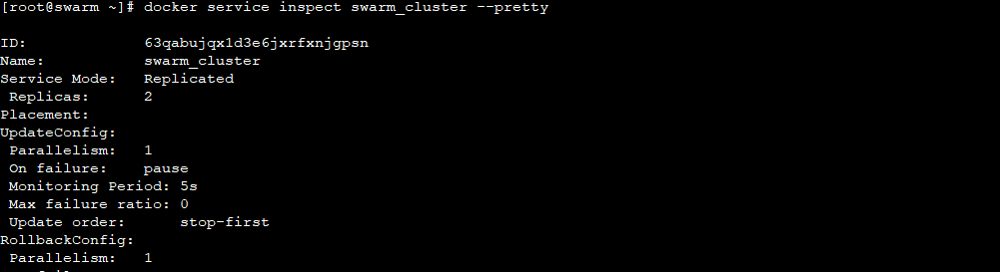 [root@swarm ~]# docker service inspect swarm_cluster --pretty
ID: 63qabujqx1d3e6jxrfxnjgpsn
Name: swarm_cluster
Service Mode: Replicated
Replicas: 2
Placement:
UpdateConfig:
Parallelism: 1
On failure: pause
Monitoring Period: 5s
Max failure ratio: 0
Update order: stop-first
RollbackConfig:
Parallelism: 1